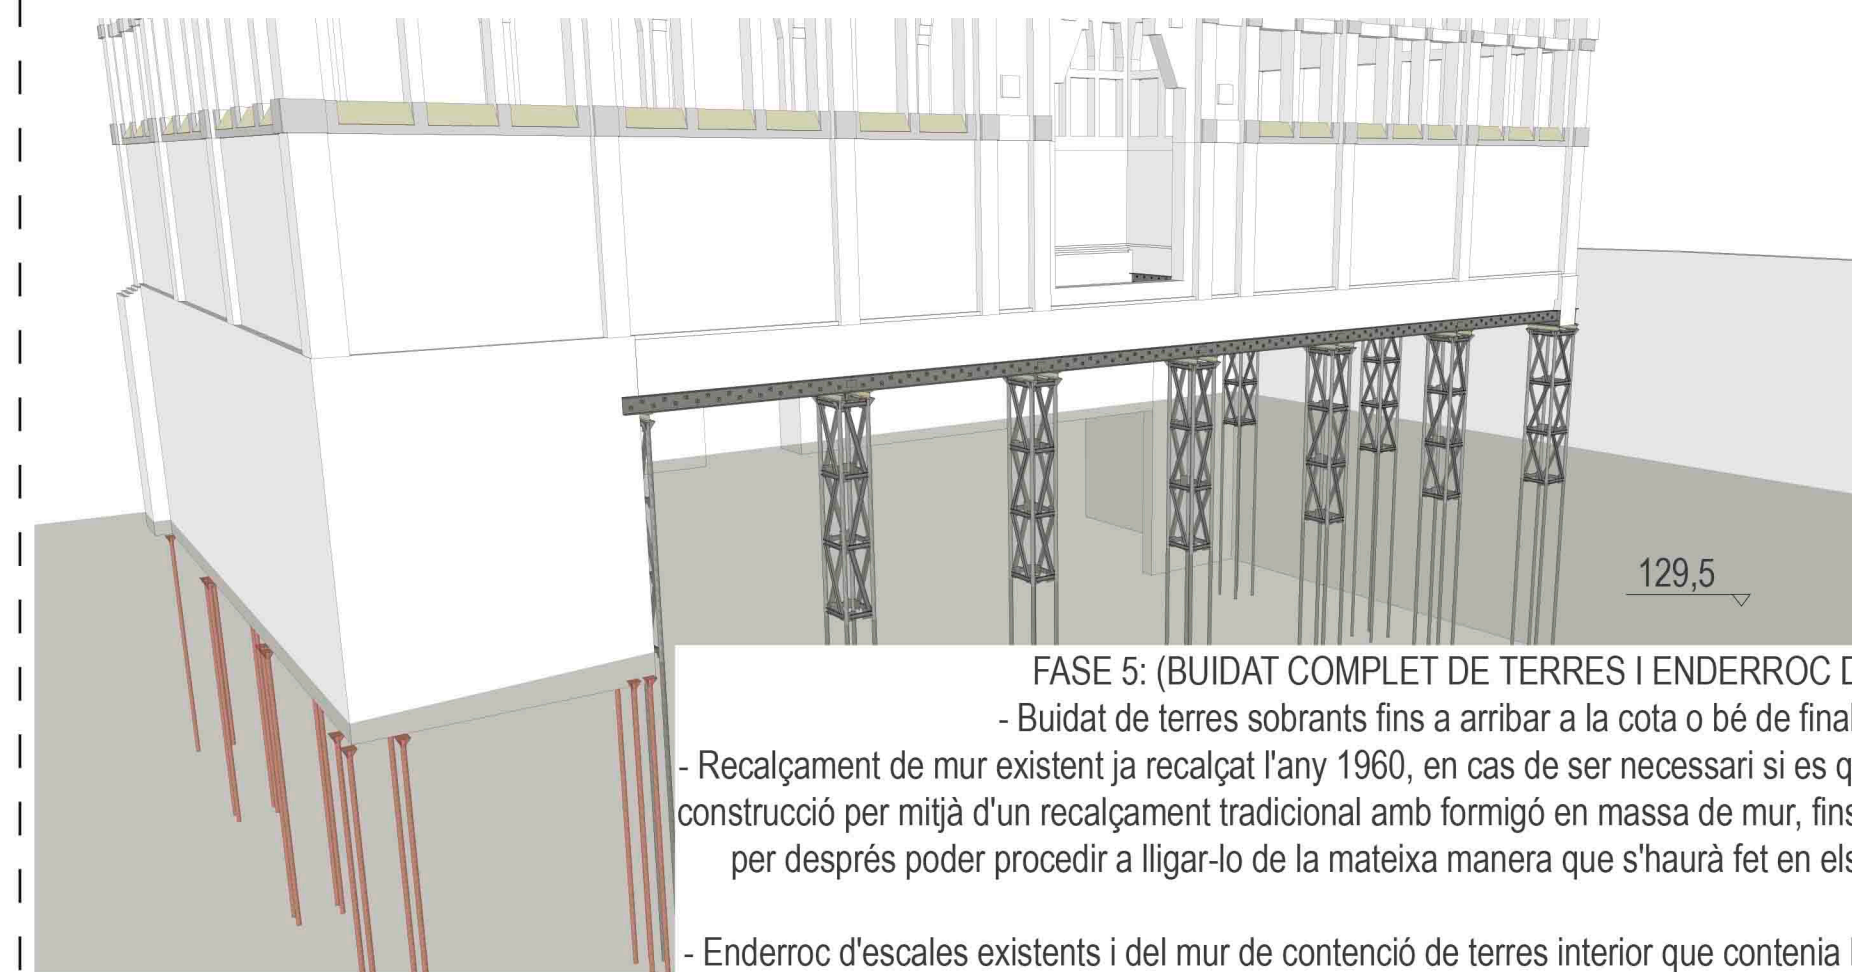 129,5
FASE 5: (BUIDAT COMPLET DE TERRES I ENDERROC D
- Buidat de terres sobrants fins a arribar a la cota o bé de final
- Recalçament de mur existent ja recalçat l'any 1960, en cas de ser necessari si es q
construcció per mitjà d'un recalçament tradicional amb formigó en massa de mur, fins
per després poder procedir a lligar-lo de la mateixa manera que s'haurà fet en els
- Enderroc d'escales existents i del mur de contenció de terres interior que contenia l